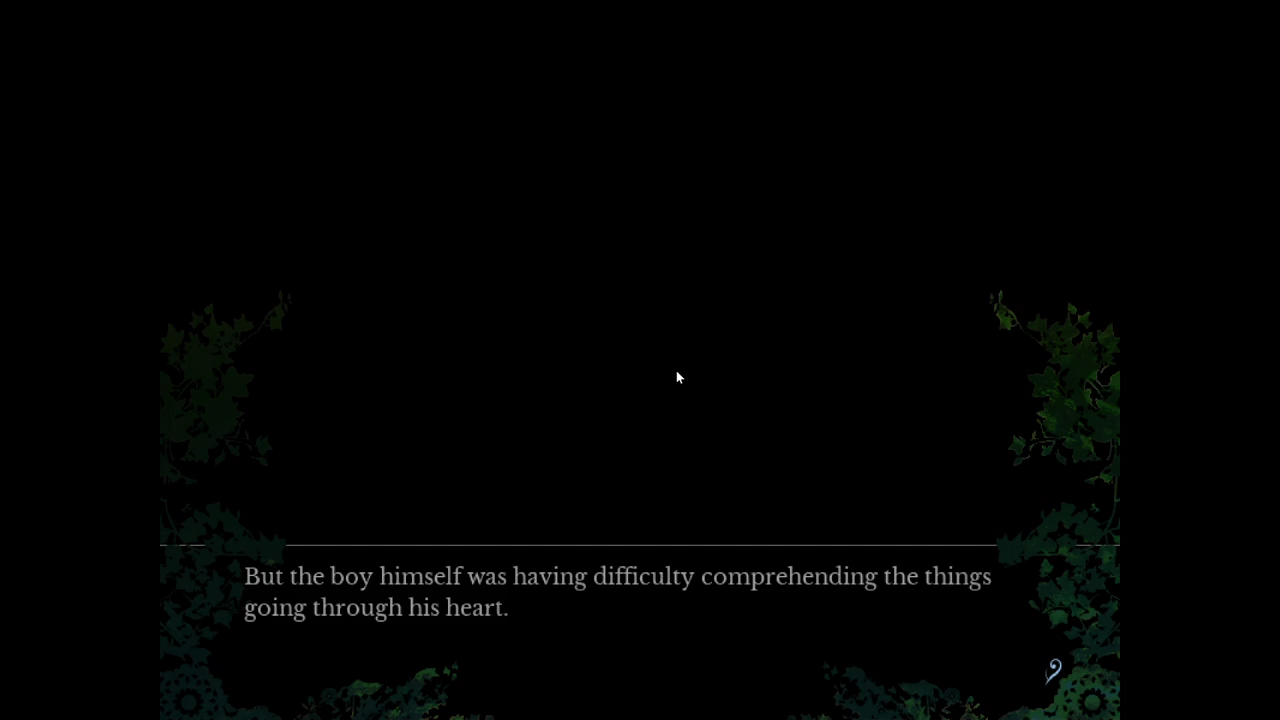 But the boy himself was having difficulty comprehending the things
going through his heart.